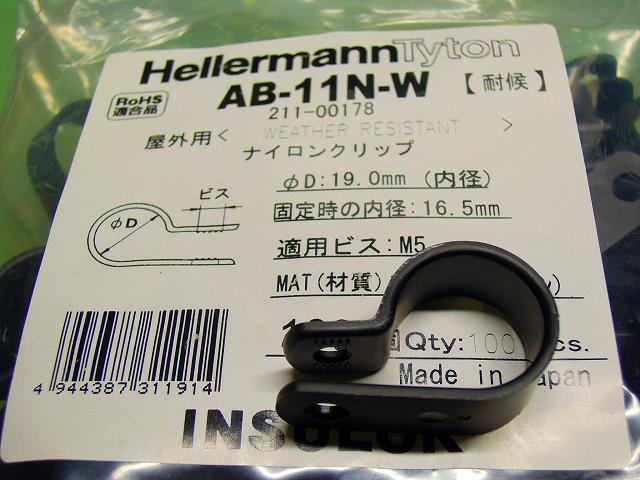 HellermannTyton
AB-11N-W 【耐候】
RoHS
適合品
211-00178
屋外用< WEATHER RESISTANT >
ナイロンクリップ
ビス
φD
φD:19.0mm (内径)
固定時の内径:16.5mm
適用ビス:M5
MAT(材質)
Qty:100
Made in Japan
4 944387 311914